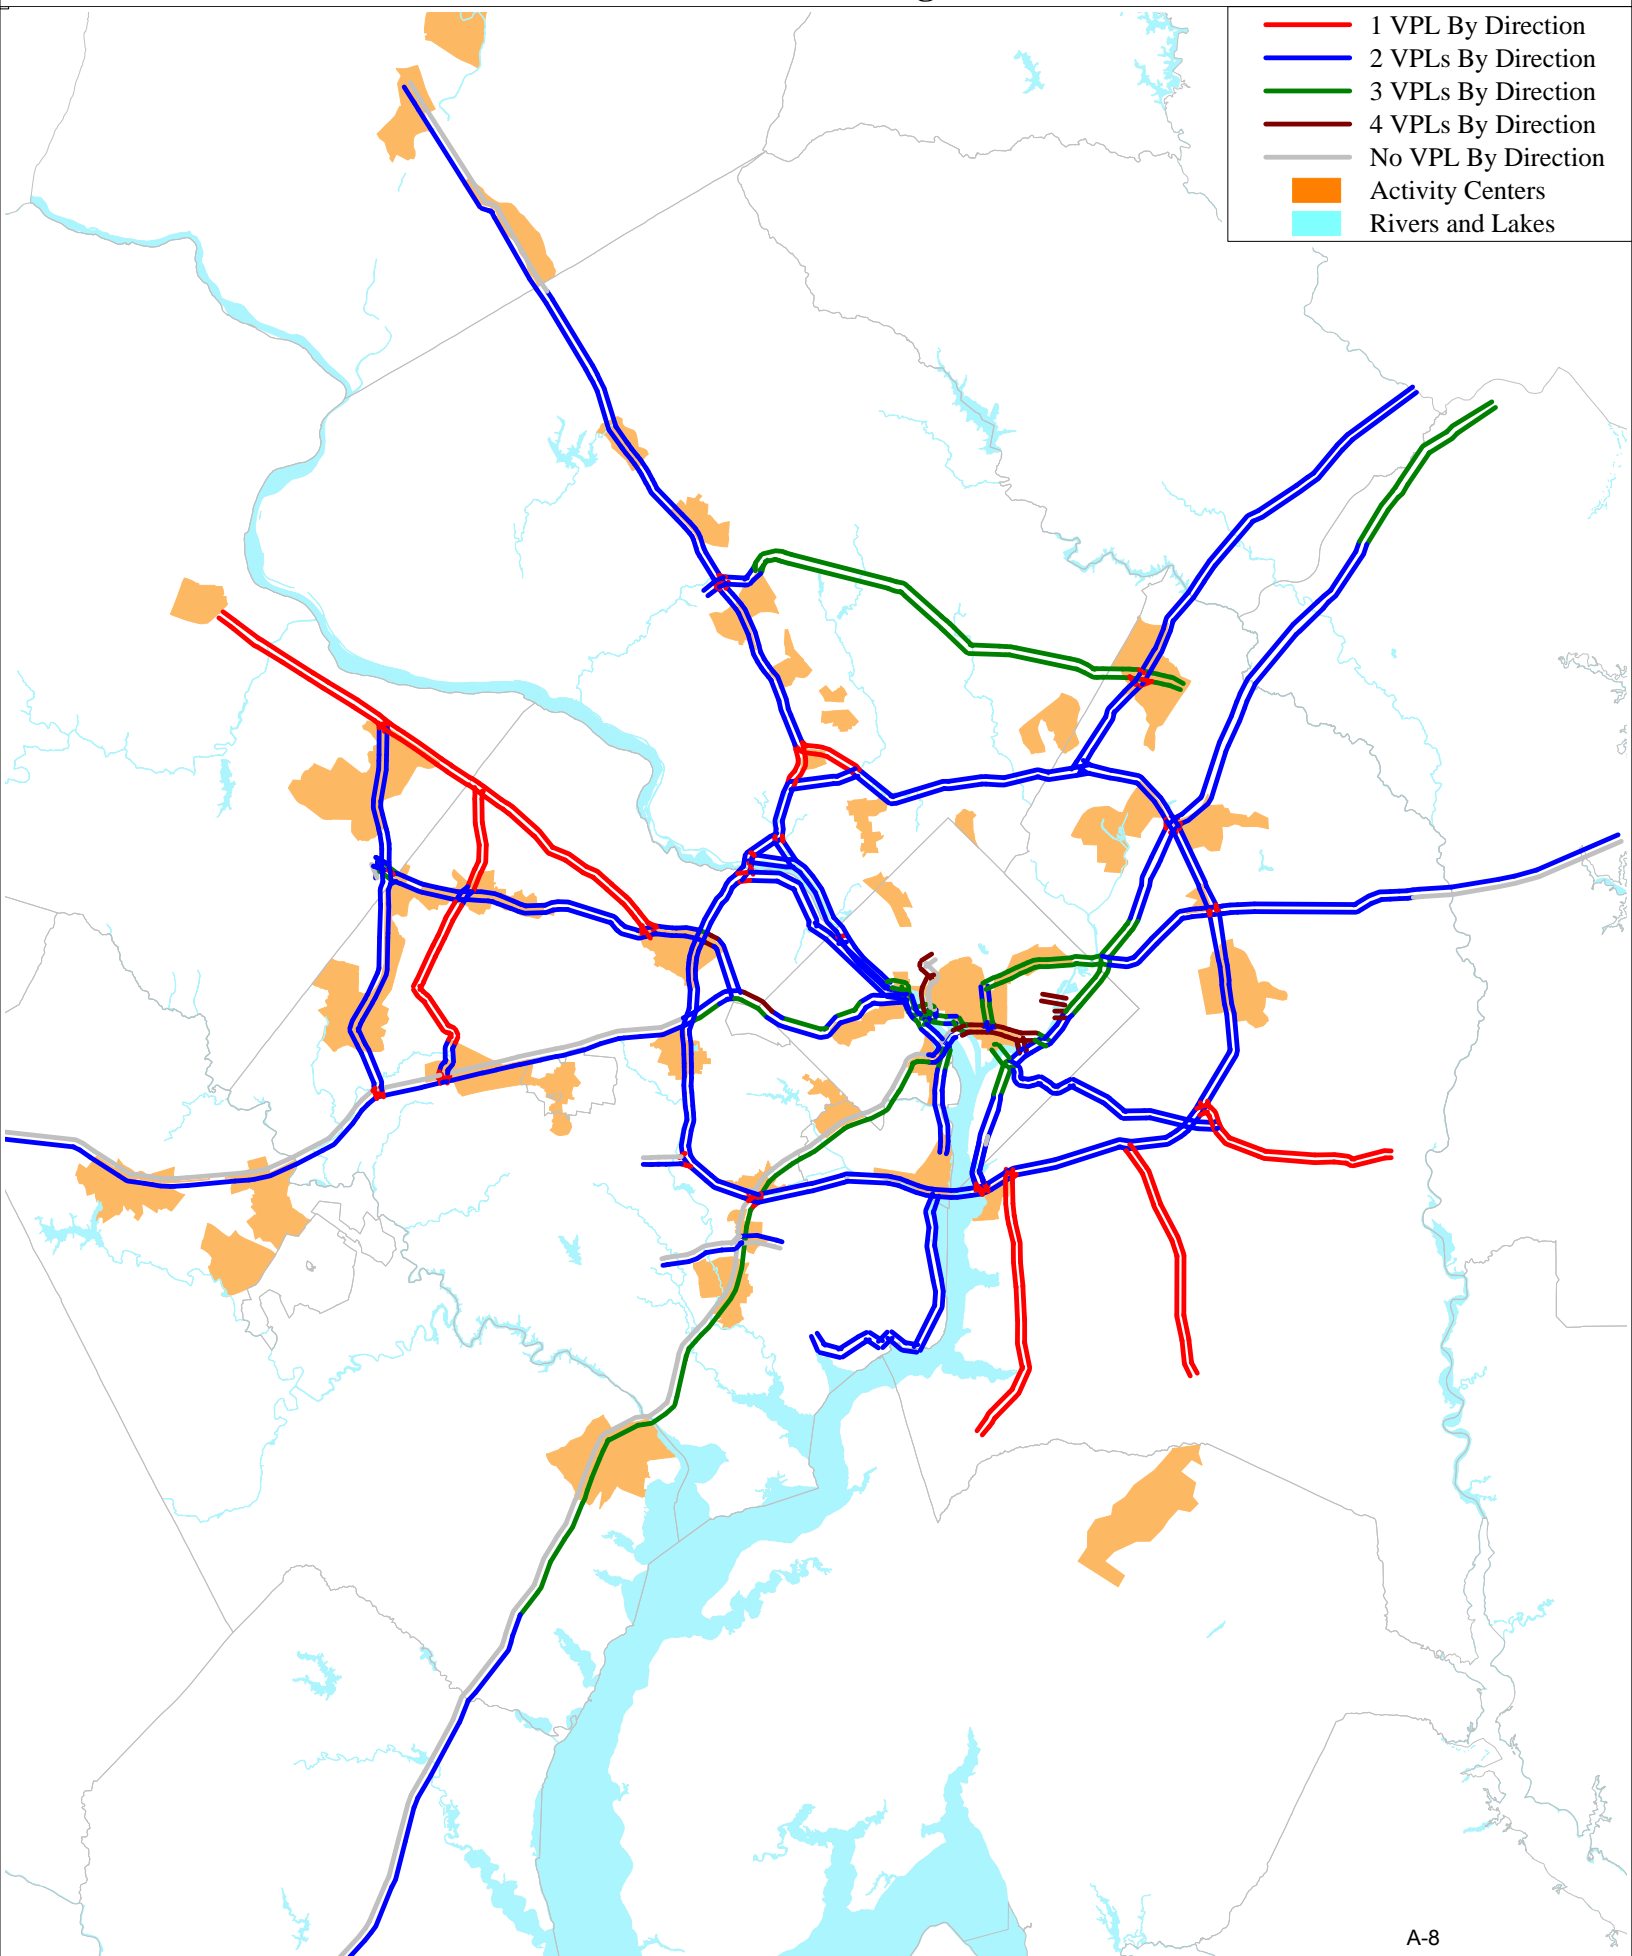 1 VPL By Direction
2 VPLs By Direction
3 VPLs By Direction
4 VPLs By Direction
No VPL By Direction
Activity Centers
Rivers and Lakes
A-8